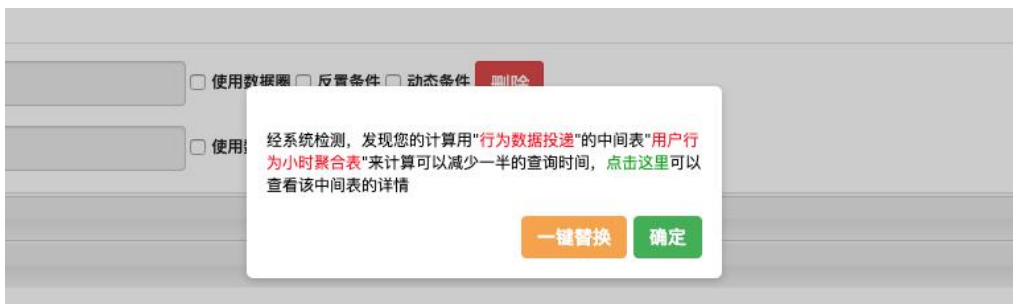 使用数据圈 反置条件 动态条件 删除
使用
经系统检测，发现您的计算用"行为数据投递"的中间表"用户行
为小时聚合表"来计算可以减少一半的查询时间，点击这里可以
查看该中间表的详情
一键替换 确定